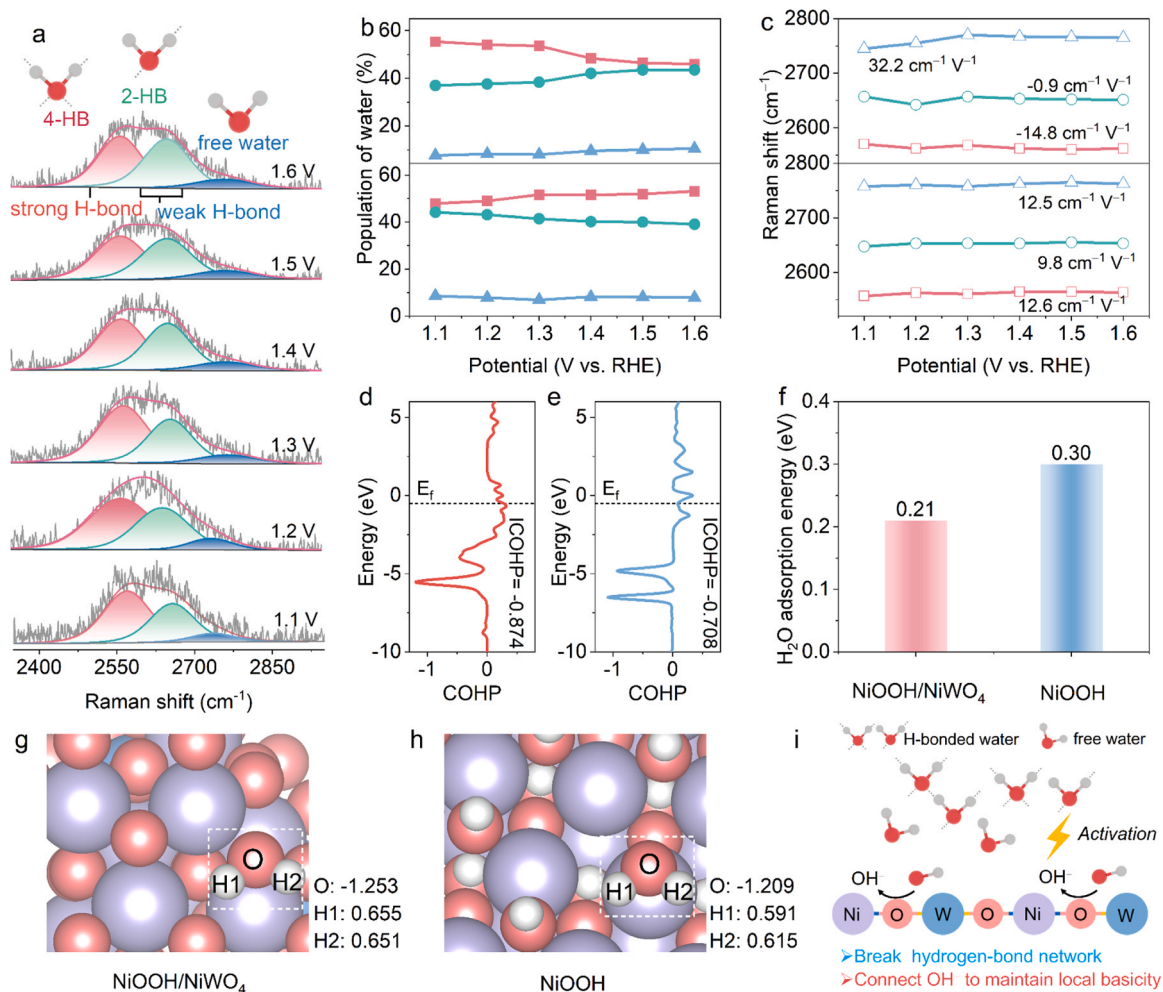 a
4-HB
2-HB
free water
1.6 V
strong H-bond
weak H-bond
1.5 V
1.4 V
1.3 V
1.2 V
1.1 V
2400 2550 2700 2850
Raman shift (cm⁻¹)
b
60
40
20
0
60
40
20
0
Population of water (%)
1.1 1.2 1.3 1.4 1.5 1.6
Potential (V vs. RHE)
c
2800
2750
2700
2650
2800
2750
2700
2650
2600
Raman shift (cm⁻¹)
32.2 cm⁻¹ V⁻¹
-0.9 cm⁻¹ V⁻¹
-14.8 cm⁻¹ V⁻¹
12.5 cm⁻¹ V⁻¹
9.8 cm⁻¹ V⁻¹
12.6 cm⁻¹ V⁻¹
1.1 1.2 1.3 1.4 1.5 1.6
Potential (V vs. RHE)
d
5
0
-5
-10
Energy (eV)
E_f
ICOHP= -0.874
-1 0
COHP
e
5
0
-5
-10
Energy (eV)
E_f
ICOHP= -0.708
-1 0
COHP
f
0.4
0.3
0.2
0.1
0.0
H₂O adsorption energy (eV)
0.21
0.30
NiOOH/NiWO₄
NiOOH
g
O
H1 H2
O: -1.253
H1: 0.655
H2: 0.651
NiOOH/NiWO₄
h
O
H1 H2
O: -1.209
H1: 0.591
H2: 0.615
NiOOH
i
H-bonded water
free water
Activation
OH⁻ OH⁻
Ni O W O Ni O W
➢Break hydrogen-bond network
➢Connect OH⁻ to maintain local basicity